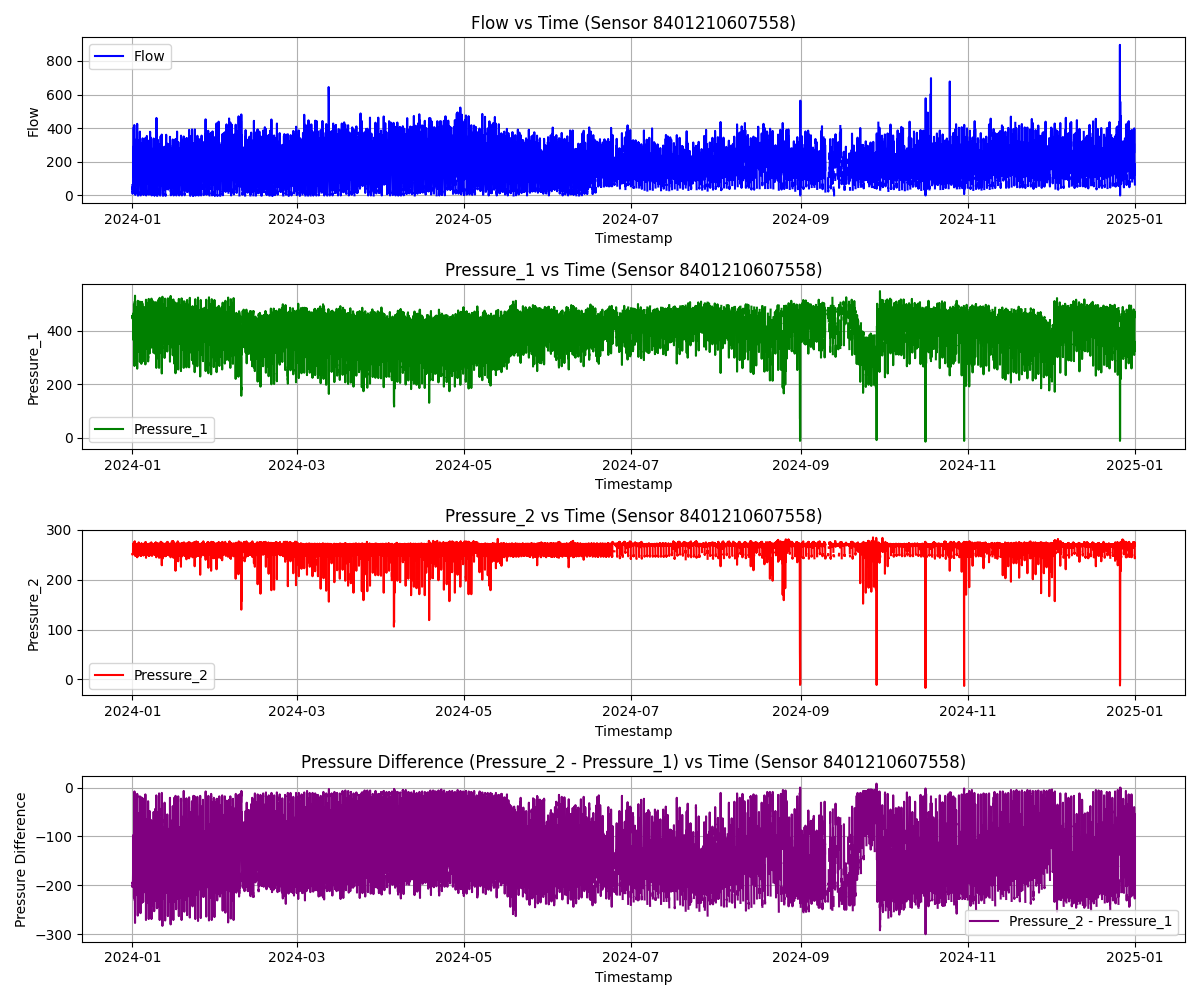 Flow vs Time (Sensor 8401210607558)
Flow
800
600
400
200
0
Flow
2024-01 2024-03 2024-05 2024-07 2024-09 2024-11 2025-01
Timestamp
Pressure_1 vs Time (Sensor 8401210607558)
400
200
0
Pressure_1
Pressure_1
2024-01 2024-03 2024-05 2024-07 2024-09 2024-11 2025-01
Timestamp
Pressure_2 vs Time (Sensor 8401210607558)
300
200
100
0
Pressure_2
Pressure_2
2024-01 2024-03 2024-05 2024-07 2024-09 2024-11 2025-01
Timestamp
Pressure Difference (Pressure_2 - Pressure_1) vs Time (Sensor 8401210607558)
0
−100
−200
−300
Pressure Difference
Pressure_2 - Pressure_1
2024-01 2024-03 2024-05 2024-07 2024-09 2024-11 2025-01
Timestamp